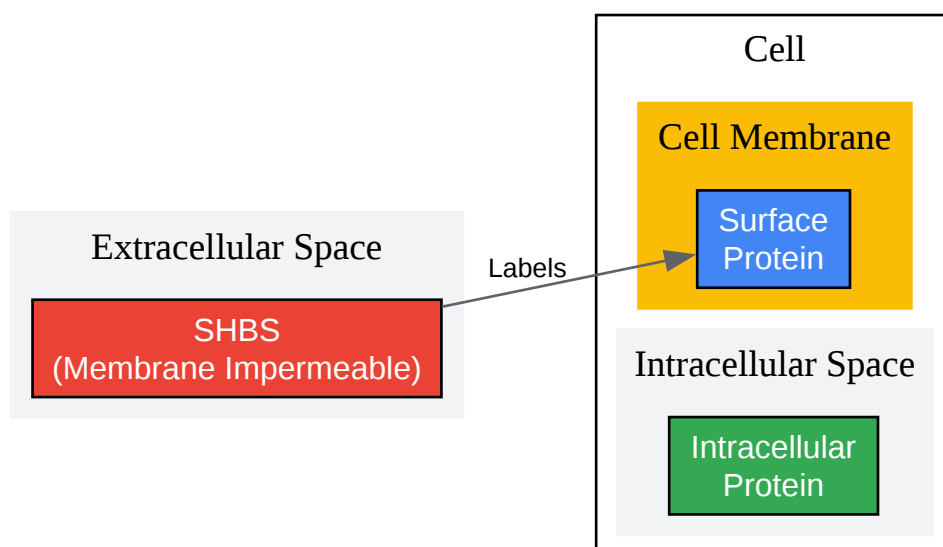 Cell
Cell Membrane
Surface
Protein
Extracellular Space
Labels
SHBS
(Membrane Impermeable)
Intracellular Space
Intracellular
Protein